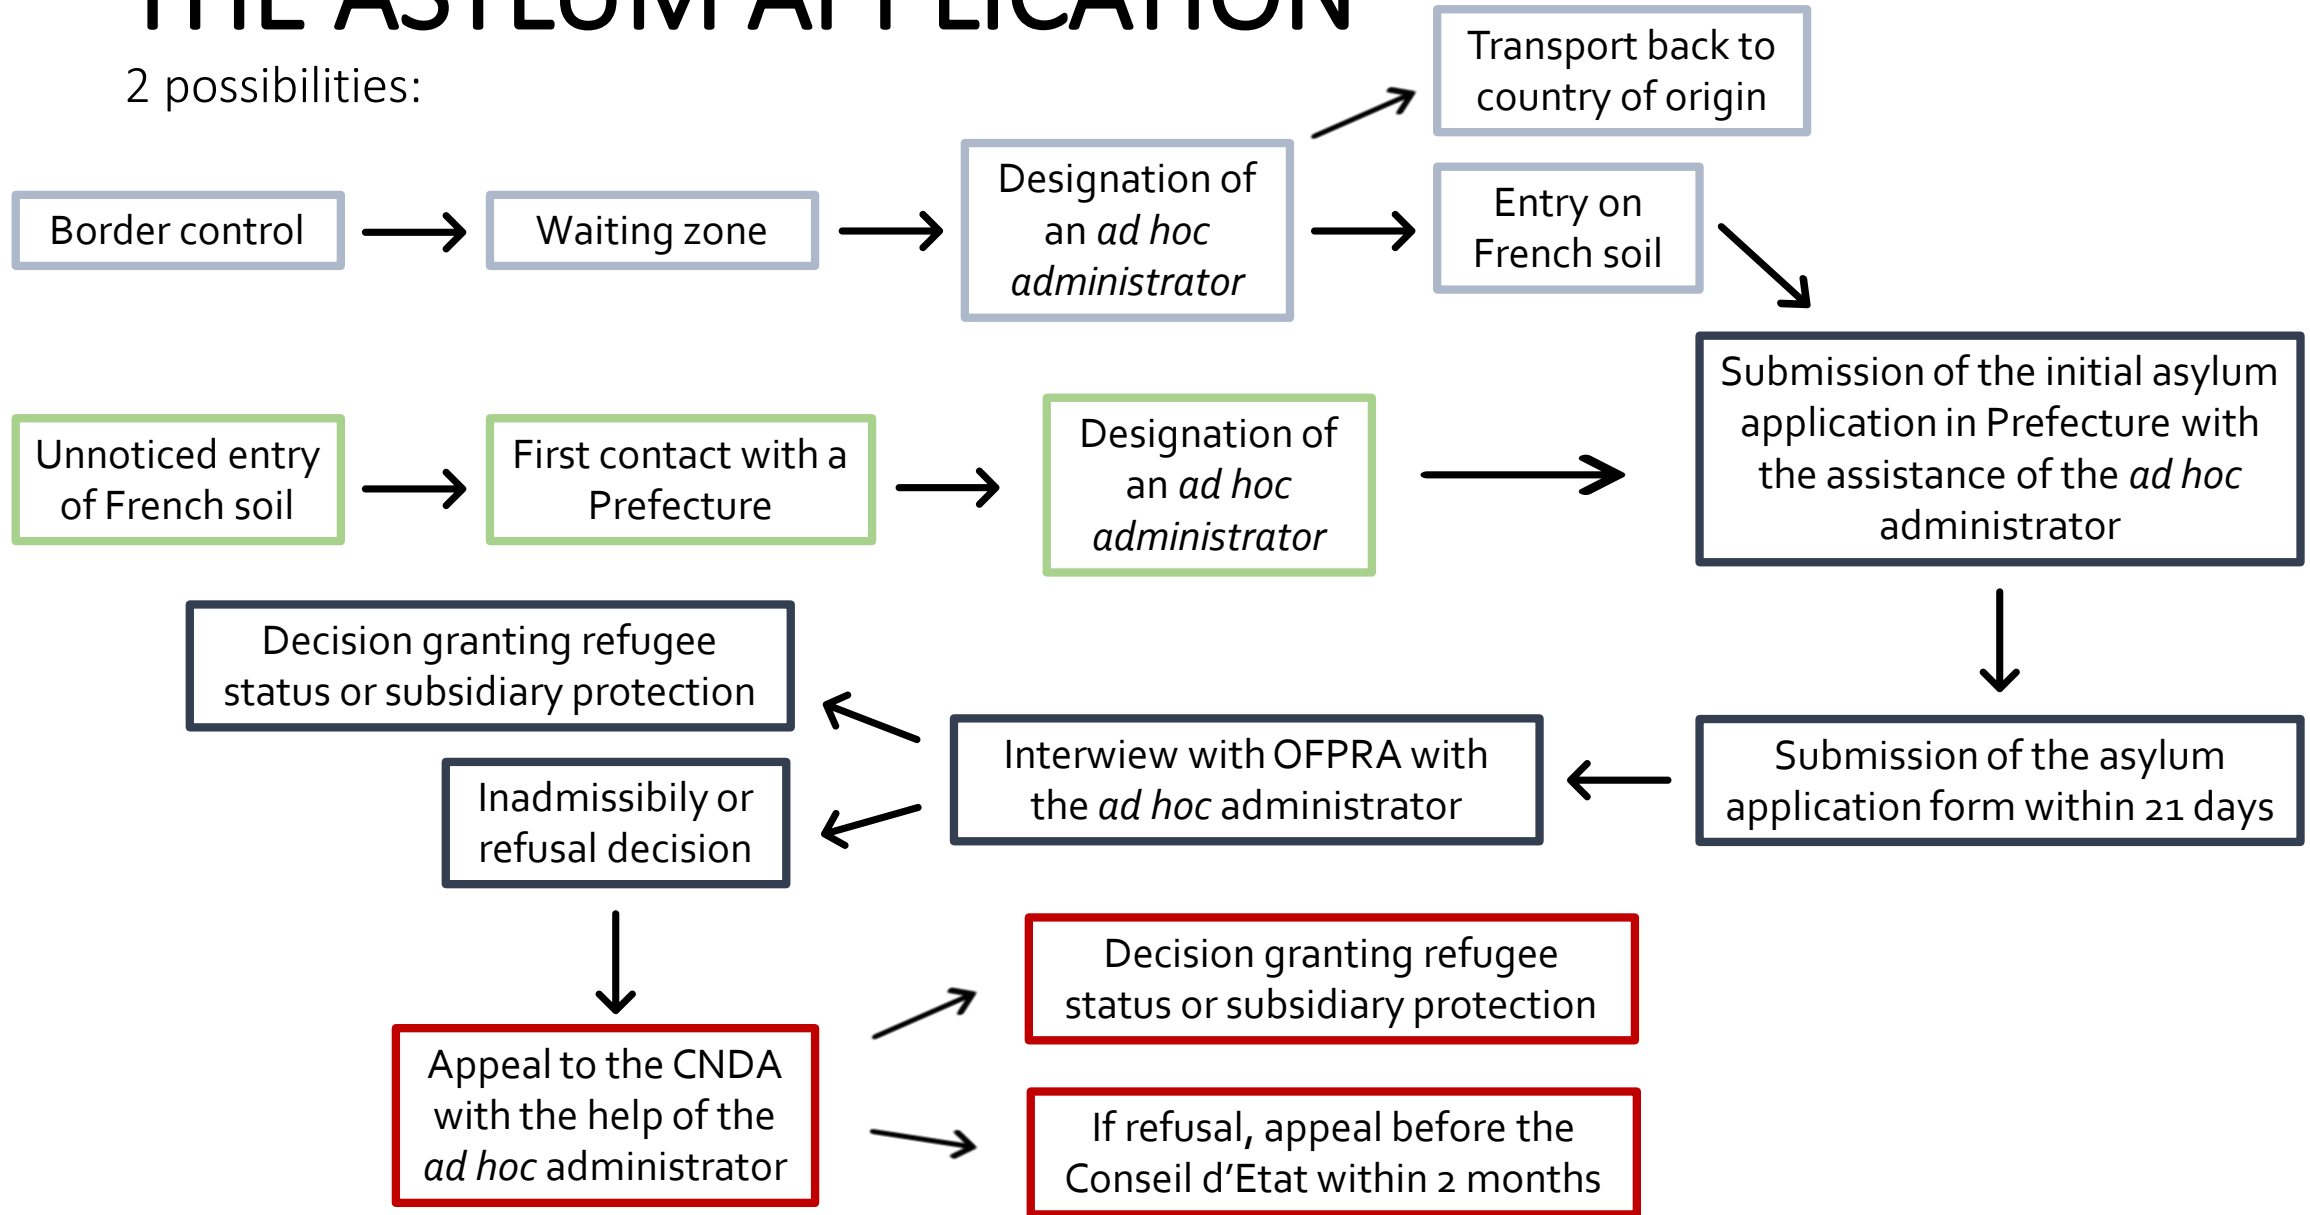 THE ASYLUM APPLICATION
2 possibilities:
Transport back to
country of origin
Border control
Waiting zone
Designation of
an ad hoc
administrator
Entry on
French soil
Unnoticed entry
of French soil
First contact with a
Prefecture
Designation of
an ad hoc
administrator
Submission of the initial asylum
application in Prefecture with
the assistance of the ad hoc
administrator
Submission of the asylum
application form within 21 days
Interwiew with OFPRA with
the ad hoc administrator
Decision granting refugee
status or subsidiary protection
Inadmissibily or
refusal decision
Appeal to the CNDA
with the help of the
ad hoc administrator
Decision granting refugee
status or subsidiary protection
If refusal, appeal before the
Conseil d'Etat within 2 months